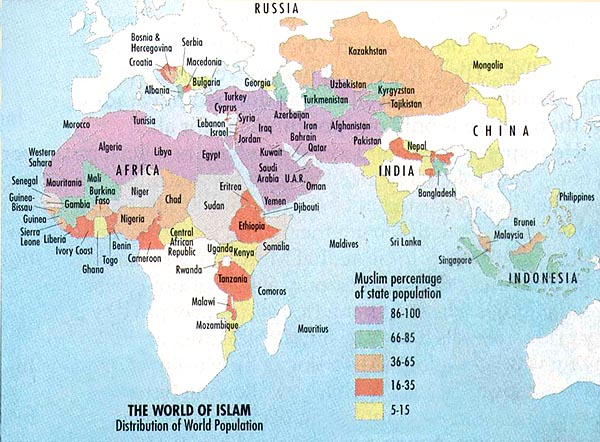 RUSSIA
Bosnia &
Hercegovina
Serbia
Croatia
Macedonia
Bulgaria
Albania
Georgia
Kazakhstan
Mongolia
Uzbekistan
Kyrgyzstan
Turkmenistan
Tajikistan
Turkey
Cyprus
Azerbaijan
Syria
Lebanon
Israel
Iraq
Iran
Afghanistan
Jordan
Bahrain
Kuwait
Qatar
Pakistan
CHINA
Nepal
INDIA
Bangladesh
Morocco
Tunisia
Algeria
Libya
Egypt
Western
Sahara
AFRICA
Saudi
Arabia
U.A.R.
Oman
Senegal
Mauritania
Mali
Niger
Chad
Sudan
Eritrea
Yemen
Djibouti
Guinea-
Bissau
Gambia
Burkina
Faso
Guinea
Nigeria
Ethiopia
Sierra
Leone
Liberia
Ivory Coast
Ghana
Togo
Benin
Cameroon
Central
African
Republic
Uganda
Kenya
Somalia
Rwanda
Tanzania
Malawi
Comoros
Mozambique
Mauritius
Maldives
Sri Lanka
Philippines
Brunei
Malaysia
Singapore
INDONESIA
Muslim percentage
of state population
86-100
66-85
36-65
16-35
5-15
THE WORLD OF ISLAM
Distribution of World Population